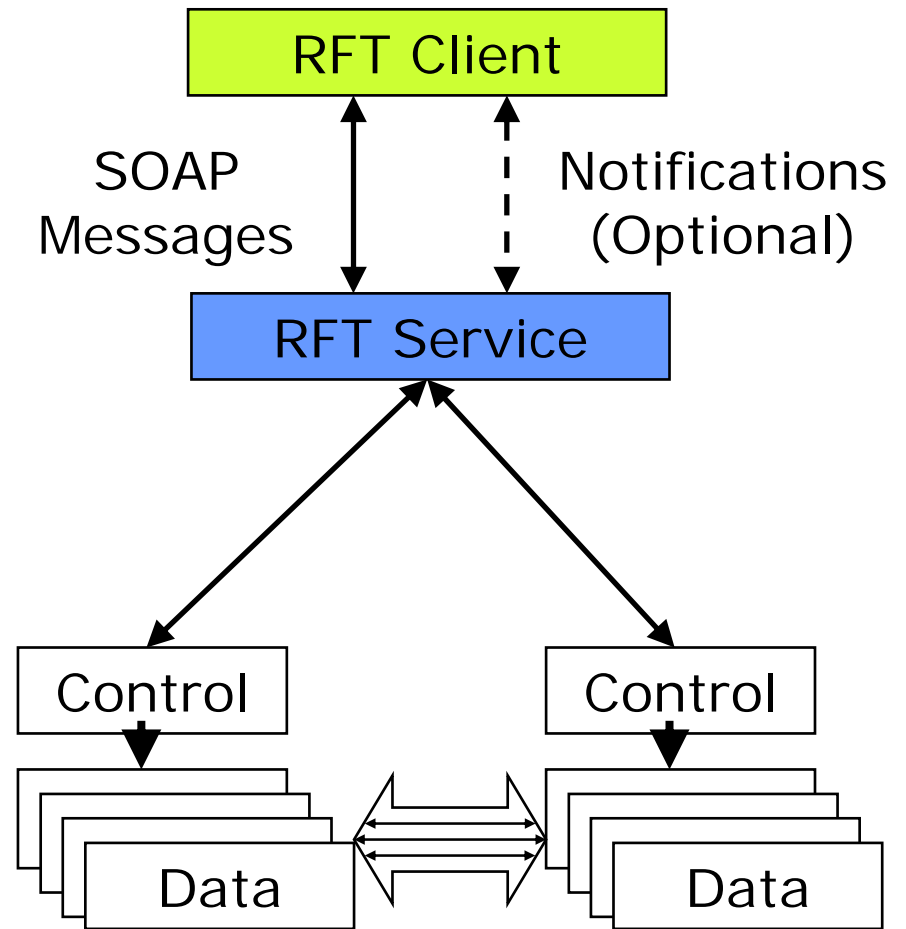 RFT Client
SOAP
Messages
Notifications
(Optional)
RFT Service
Control
Control
Data
Data